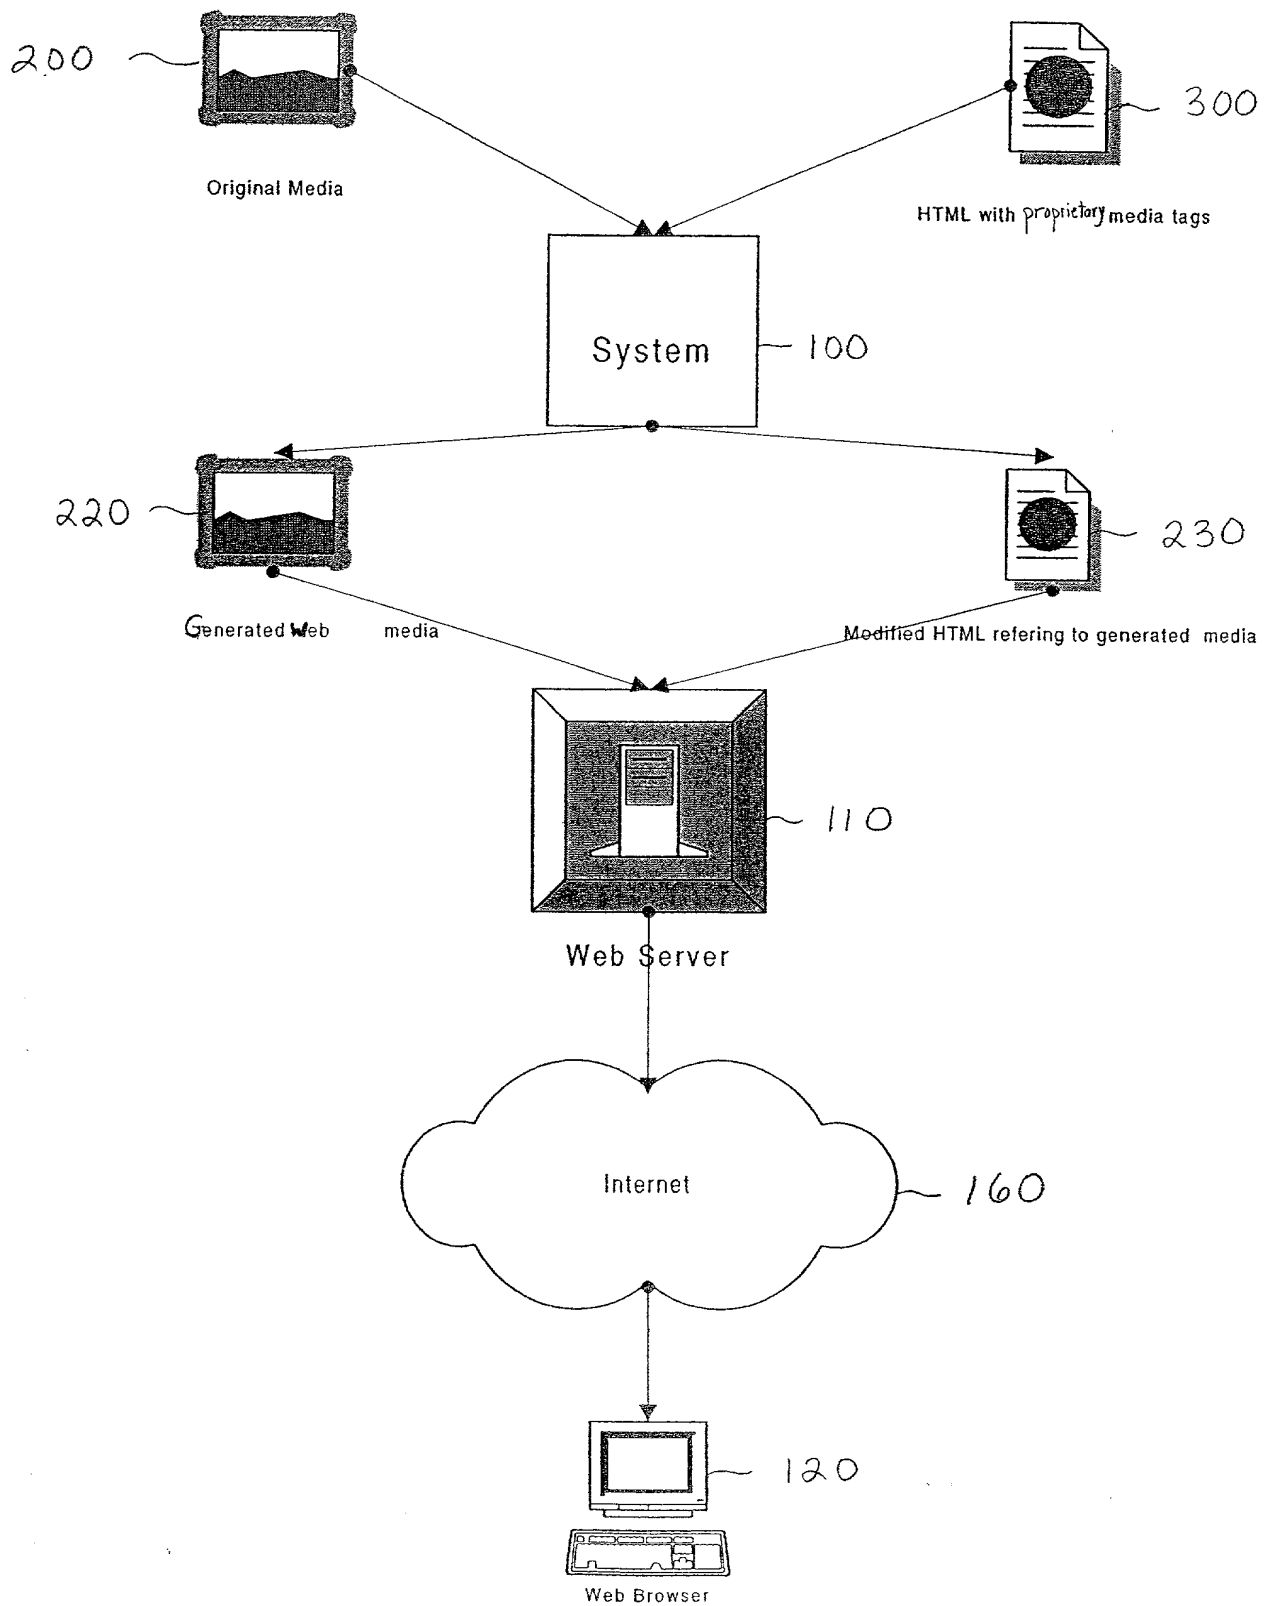 200
300
Original Media
HTML with proprietory media tags
System
100
220
230
Generated Web media
Modified HTML refering to generated media
110
Web Server
Internet
160
120
Web Browser